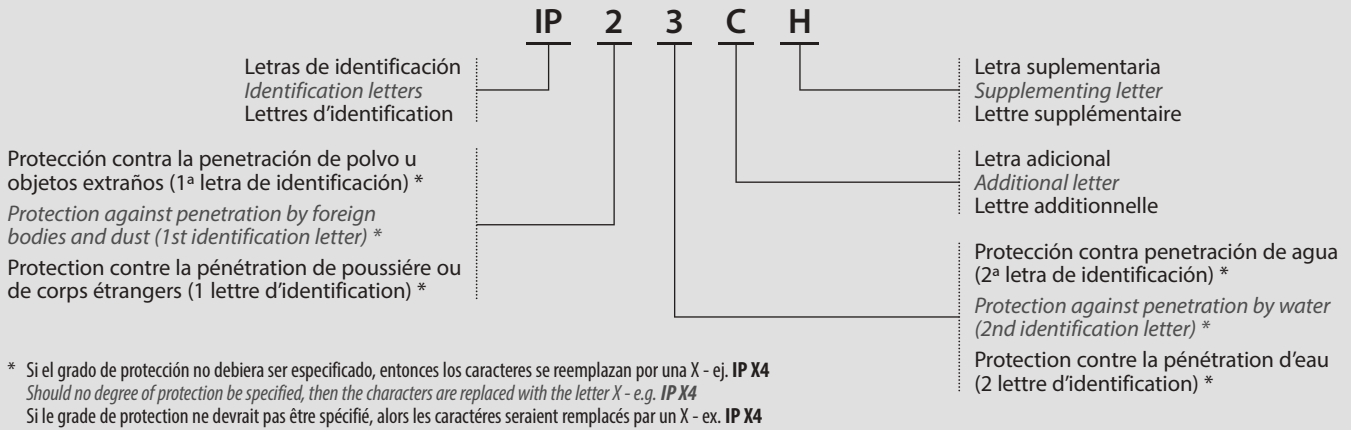 IP 2 3 C H
Letras de identificación
Identification letters
Lettres d’identification
Protección contra la penetración de polvo u
objetos extraños (1ª letra de identificación) *
Protection against penetration by foreign
bodies and dust (1st identification letter) *
Protection contre la pénétration de poussiére ou
de corps étrangers (1 lettre d’identification) *
Letra suplementaria
Supplementing letter
Lettre supplémentaire
Letra adicional
Additional letter
Lettre additionnelle
Protección contra penetración de agua
(2ª letra de identificación) *
Protection against penetration by water
(2nd identification letter) *
Protection contre la pénétration d’eau
(2 lettre d’identification) *
* Si el grado de protección no debiera ser especificado, entonces los caracteres se reemplazan por una X - ej. IP X4
Should no degree of protection be specified, then the characters are replaced with the letter X - e.g. IP X4
Si le grade de protection ne devrait pas être spécifié, alors les caractéres seraient remplacés par un X - ex. IP X4